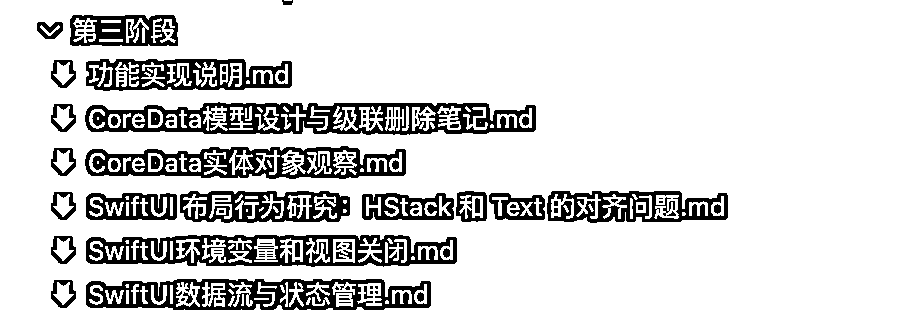 第三阶段
功能实现说明.md
CoreData模型设计与级联删除笔记.md
CoreData实体对象观察.md
SwiftUI 布局行为研究：HStack 和 Text 的对齐问题.md
SwiftUI环境变量和视图关闭.md
SwiftUI数据流与状态管理.md